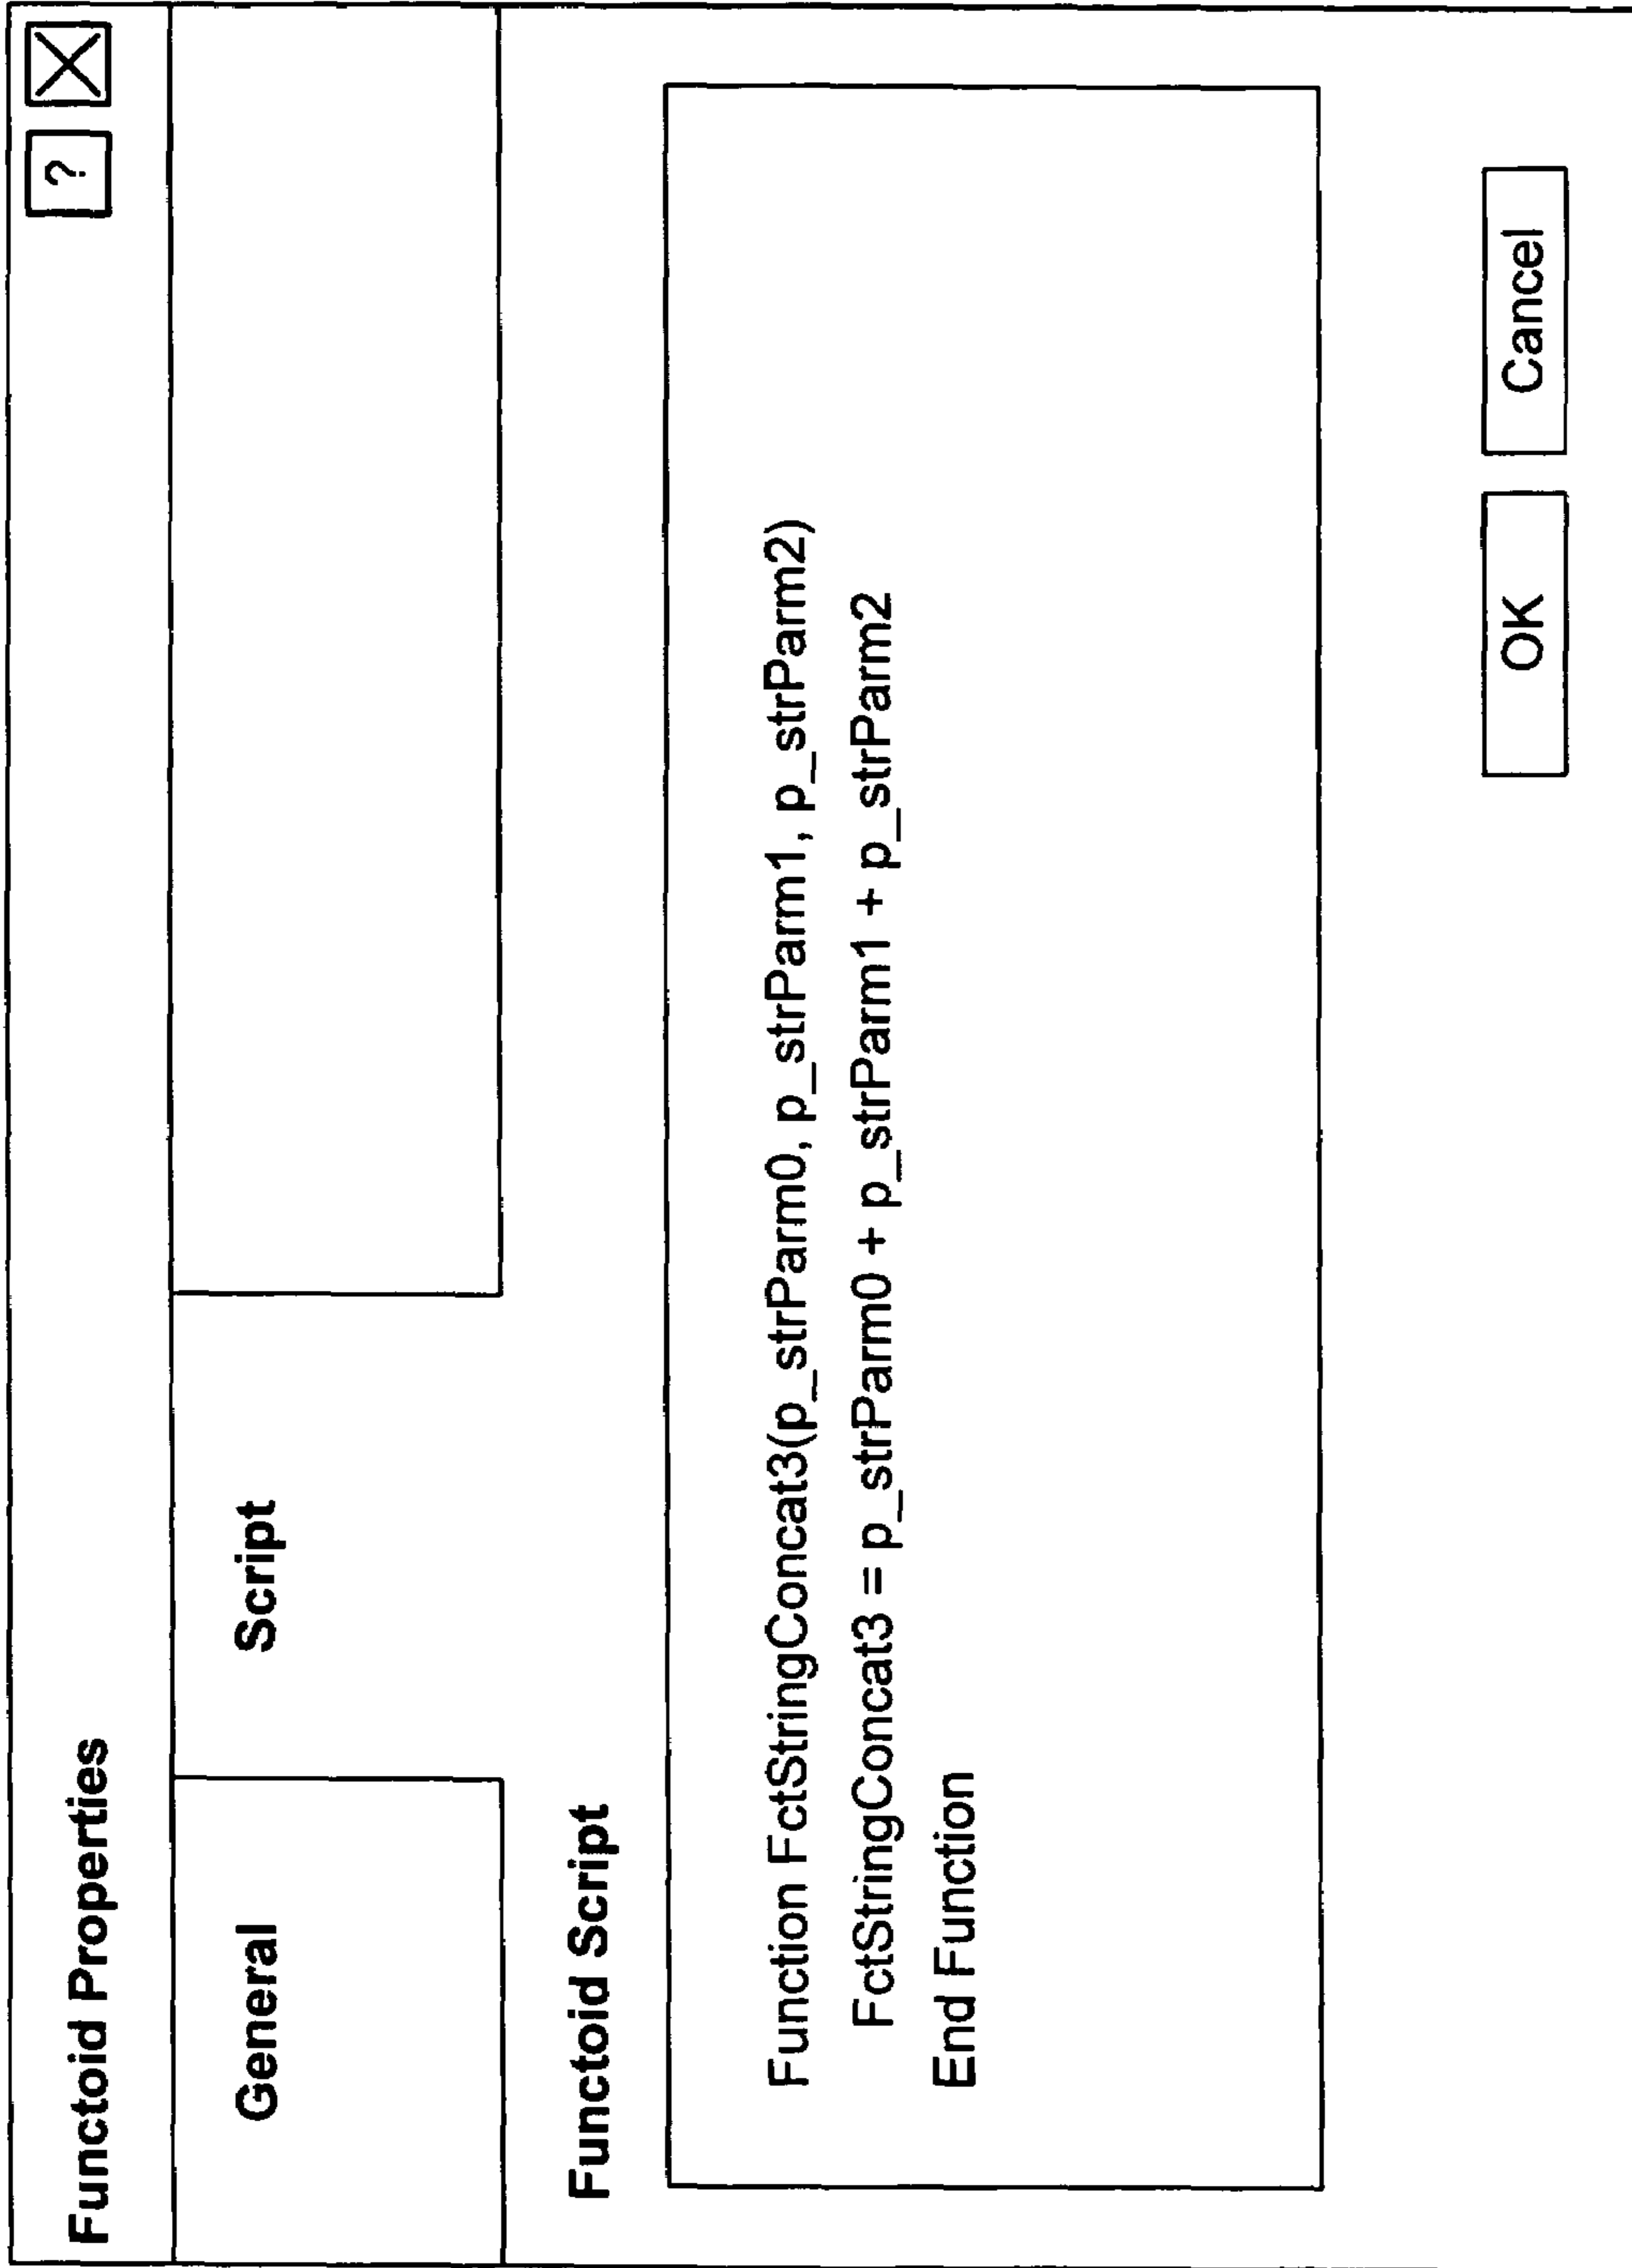 Functoid Properties ?
General Script
Functoid Script
Function FctStringConcat3(p_strParm0, p_strParm1, p_strParm2)
FctStringConcat3 = p_strParm0 + p_strParm1 + p_strParm2
End Function
OK Cancel